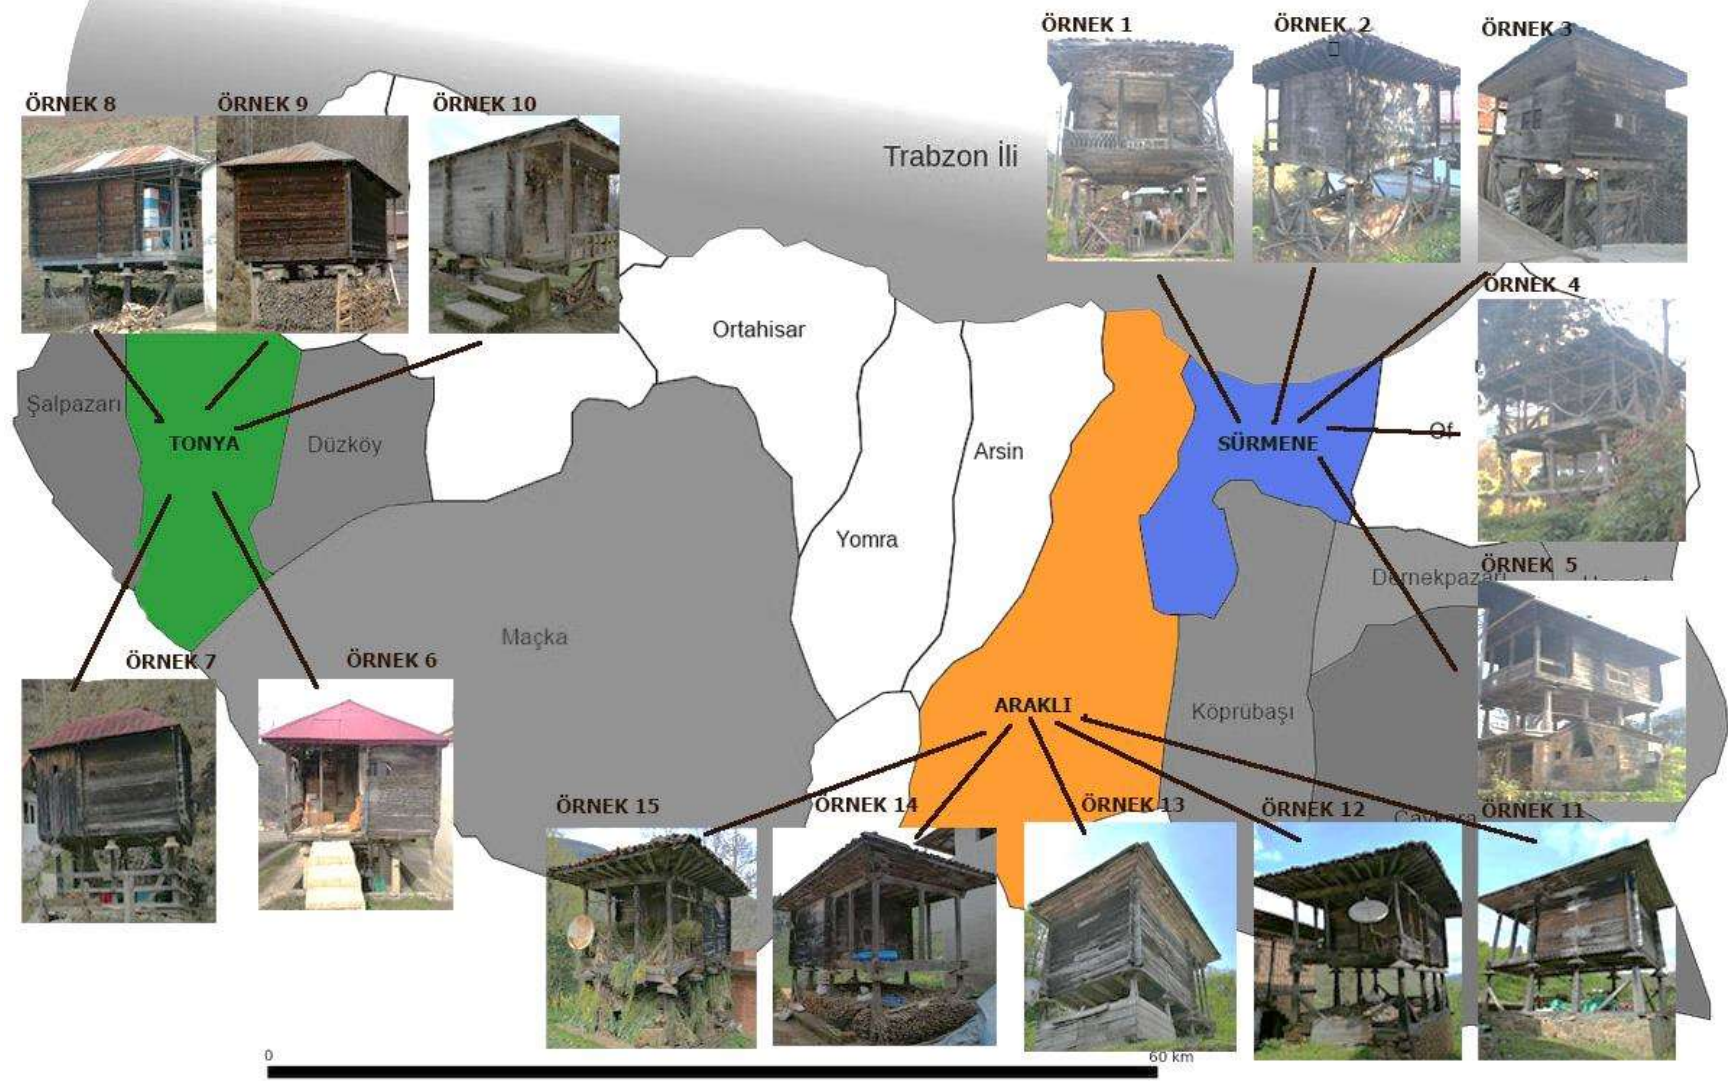 ÖRNEK 1
ÖRNEK 2
ÖRNEK 3
ÖRNEK 8
ÖRNEK 9
ÖRNEK 10
Trabzon İli
ÖRNEK 4
Ortahisar
Şalpazarı
TONYA
Düzköy
Arsin
SÜRMENE
Of
Yomra
Dernekpazarı
ÖRNEK 5
Maçka
ÖRNEK 7
ÖRNEK 6
ARAKLI
Köprübaşı
ÖRNEK 15
ÖRNEK 14
ÖRNEK 13
ÖRNEK 12
ÖRNEK 11
Çaykara
0
60 km